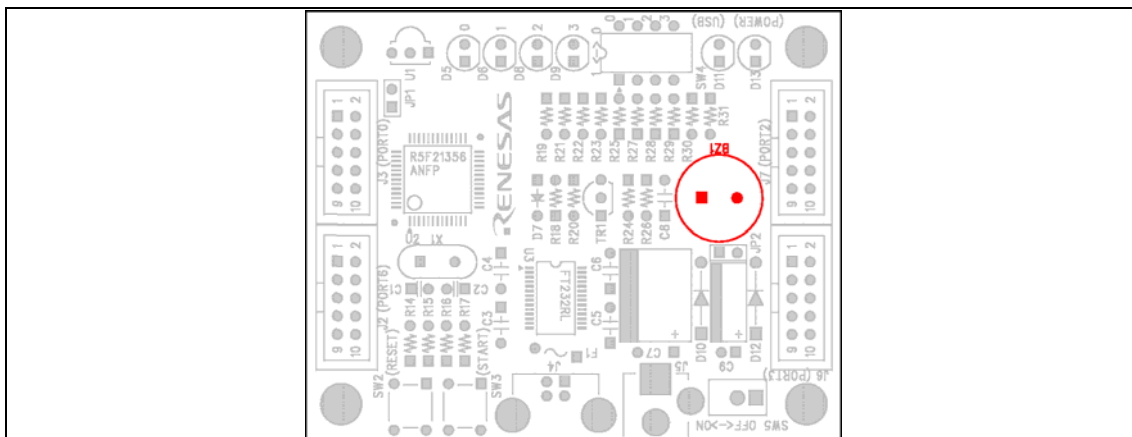 0 1 2 3 (USB) (POWER)
U1 D5 0 D6 1 D8 2 D9 3 1 0 SW4 D11 D13
JP1
1 2 9 10 J3 (PORT0)
R5F21356
ANFP
RENESAS
R19 R21 R22 R23 R25 R27 R28 R29 R30 R31
BZ1
1 2 9 10 J7 (PORT2)
D7 R18 R20 TR1 R24 R26 C8
U2 X1
JP2
1 2 9 10 J2 (PORT6)
C1 C2 C4 U3 C6
FT232RL
R14 R15 R16 R17 C3 C5
1 2 9 10 J6 (PORT3)
C7 D10 C9 D12
F1 J4 J5
(RESET) (START)
SW2 SW3
SW5 OFF<->ON